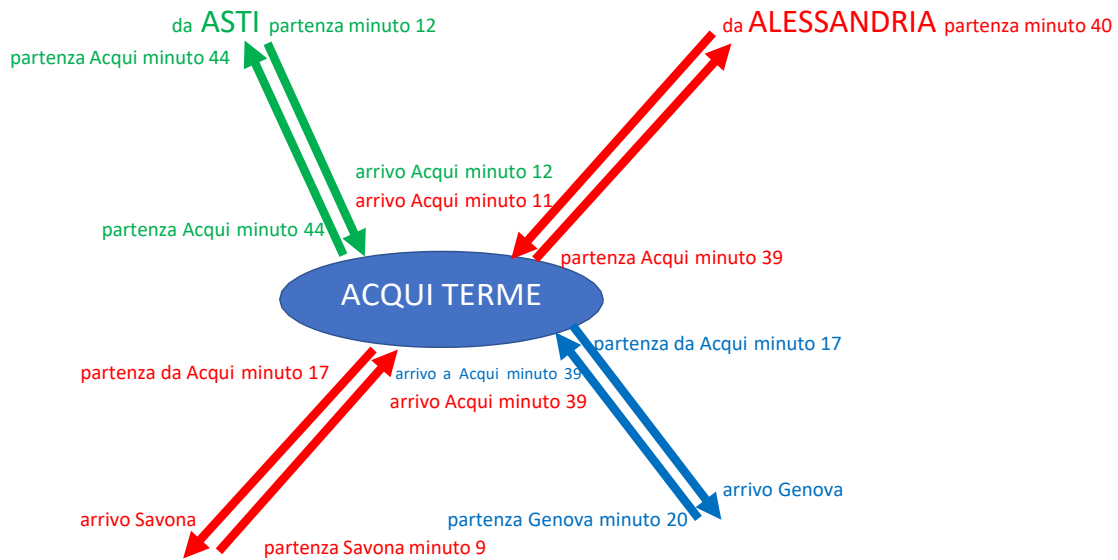 da ASTI partenza minuto 12
da ALESSANDRIA partenza minuto 40
partenza Acqui minuto 44
arrivo Acqui minuto 12
arrivo Acqui minuto 11
partenza Acqui minuto 44
partenza Acqui minuto 39
ACQUI TERME
partenza da Acqui minuto 17
partenza da Acqui minuto 17
arrivo a Acqui minuto 39
arrivo Acqui minuto 39
arrivo Genova
arrivo Savona
partenza Genova minuto 20
partenza Savona minuto 9